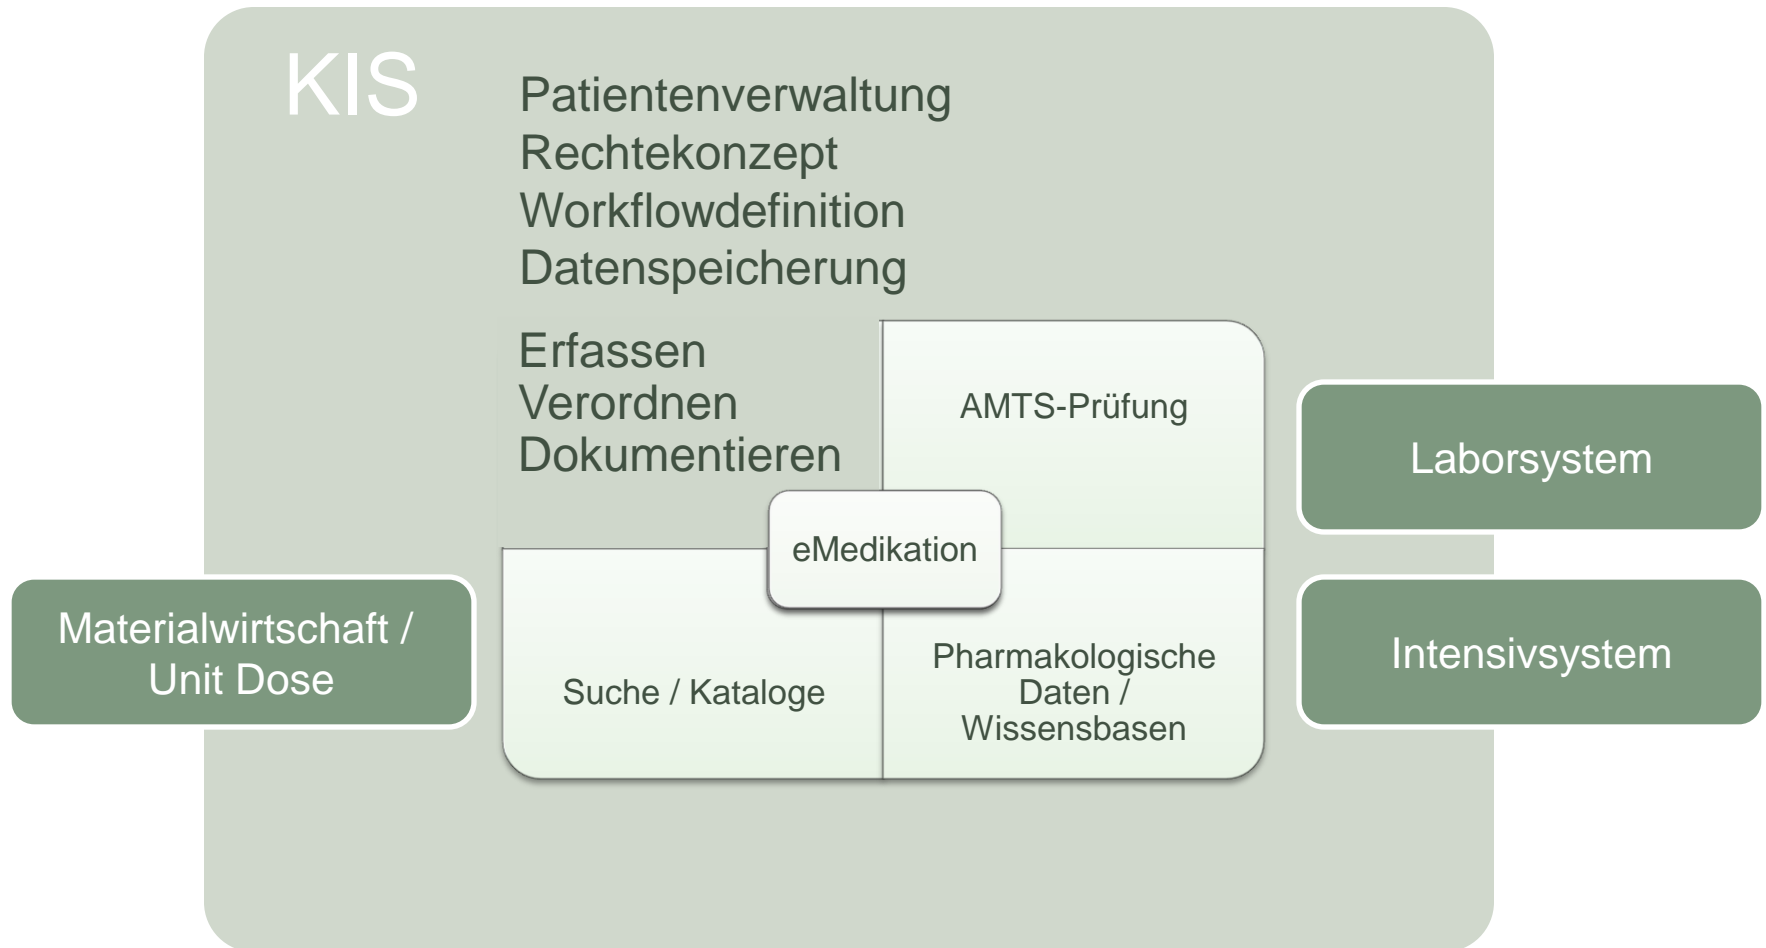 KIS
Patientenverwaltung
Rechtekonzept
Workflowdefinition
Datenspeicherung
Erfassen
Verordnen
Dokumentieren
AMTS-Prüfung
eMedikation
Suche / Kataloge
Pharmakologische
Daten /
Wissensbasen
Materialwirtschaft /
Unit Dose
Laborsystem
Intensivsystem